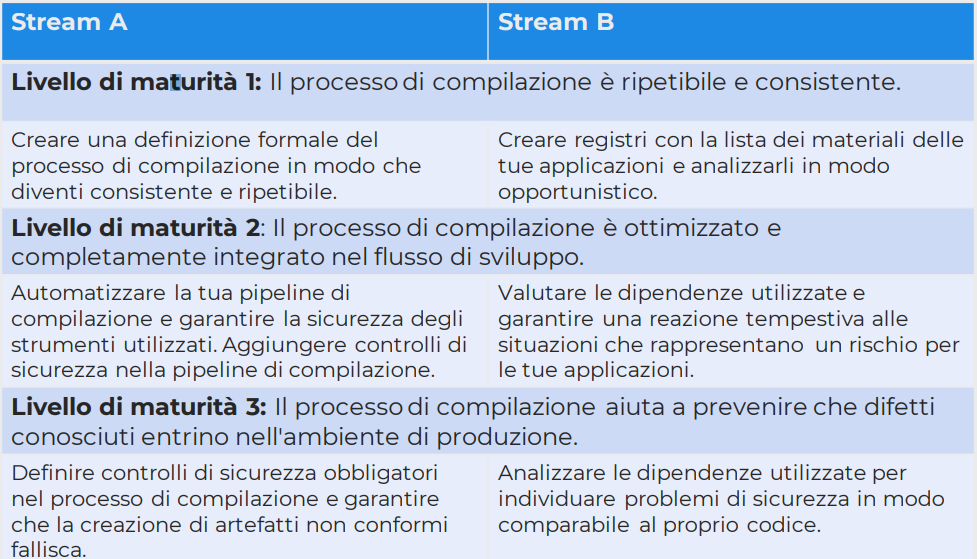 Stream A
Stream B
Livello di maturità 1: Il processo di compilazione è ripetibile e consistente.
Creare una definizione formale del
processo di compilazione in modo che
diventi consistente e ripetibile.
Creare registri con la lista dei materiali delle
tue applicazioni e analizzarli in modo
opportunistico.
Livello di maturità 2: Il processo di compilazione è ottimizzato e
completamente integrato nel flusso di sviluppo.
Automatizzare la tua pipeline di
compilazione e garantire la sicurezza degli
strumenti utilizzati. Aggiungere controlli di
sicurezza nella pipeline di compilazione.
Valutare le dipendenze utilizzate e
garantire una reazione tempestiva alle
situazioni che rappresentano un rischio per
le tue applicazioni.
Livello di maturità 3: Il processo di compilazione aiuta a prevenire che difetti
conosciuti entrino nell'ambiente di produzione.
Definire controlli di sicurezza obbligatori
nel processo di compilazione e garantire
che la creazione di artefatti non conformi
fallisca.
Analizzare le dipendenze utilizzate per
individuare problemi di sicurezza in modo
comparabile al proprio codice.